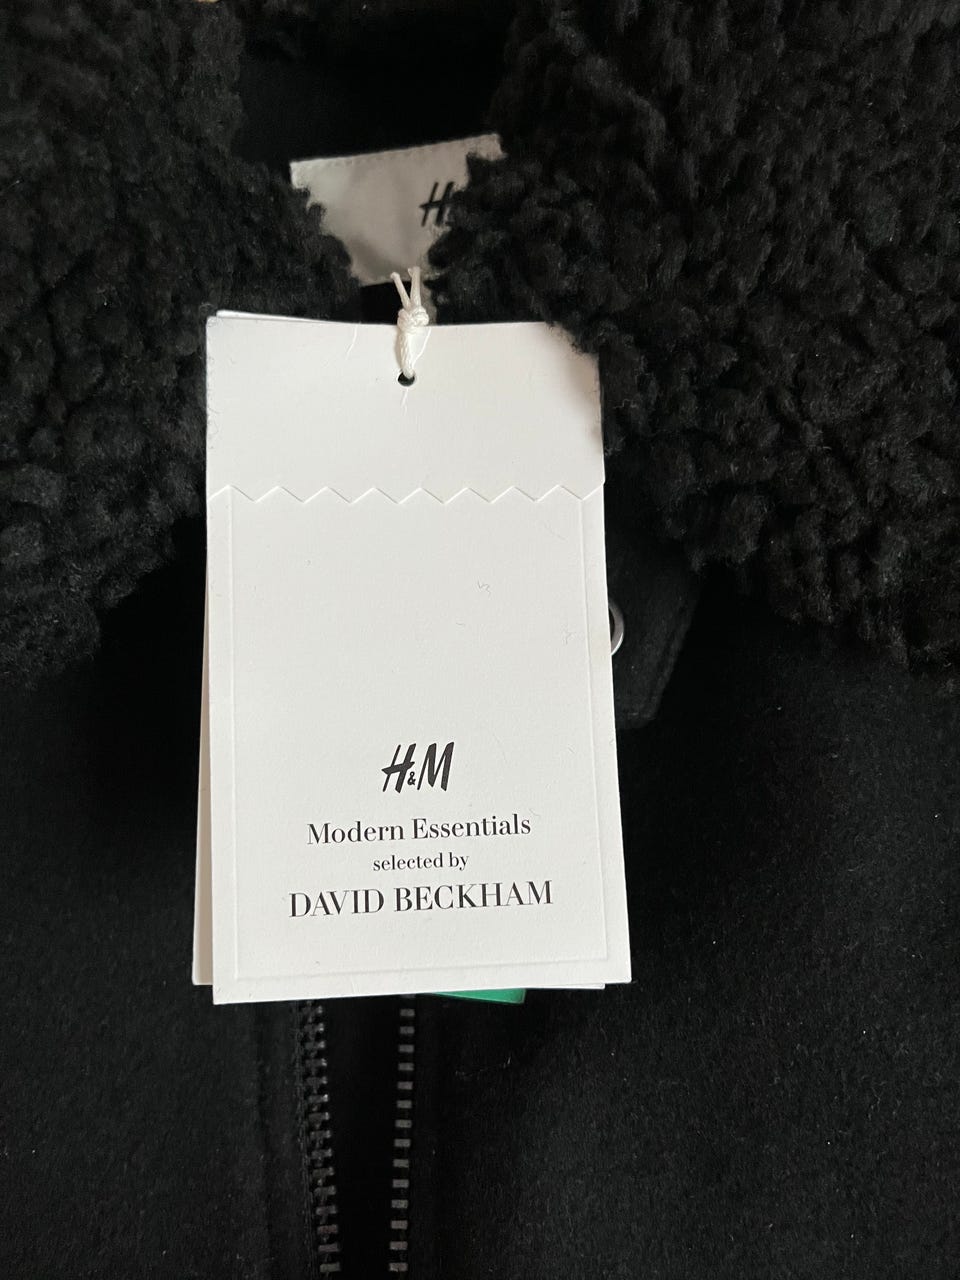 H
H&M
Modern Essentials
selected by
DAVID BECKHAM